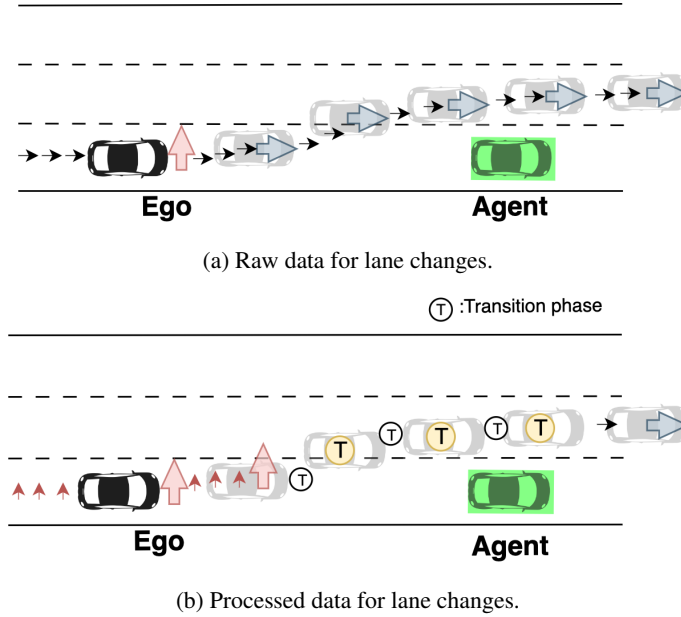 Ego
Agent
(a) Raw data for lane changes.
T :Transition phase
T
T
T
T
T
T
Ego
Agent
(b) Processed data for lane changes.